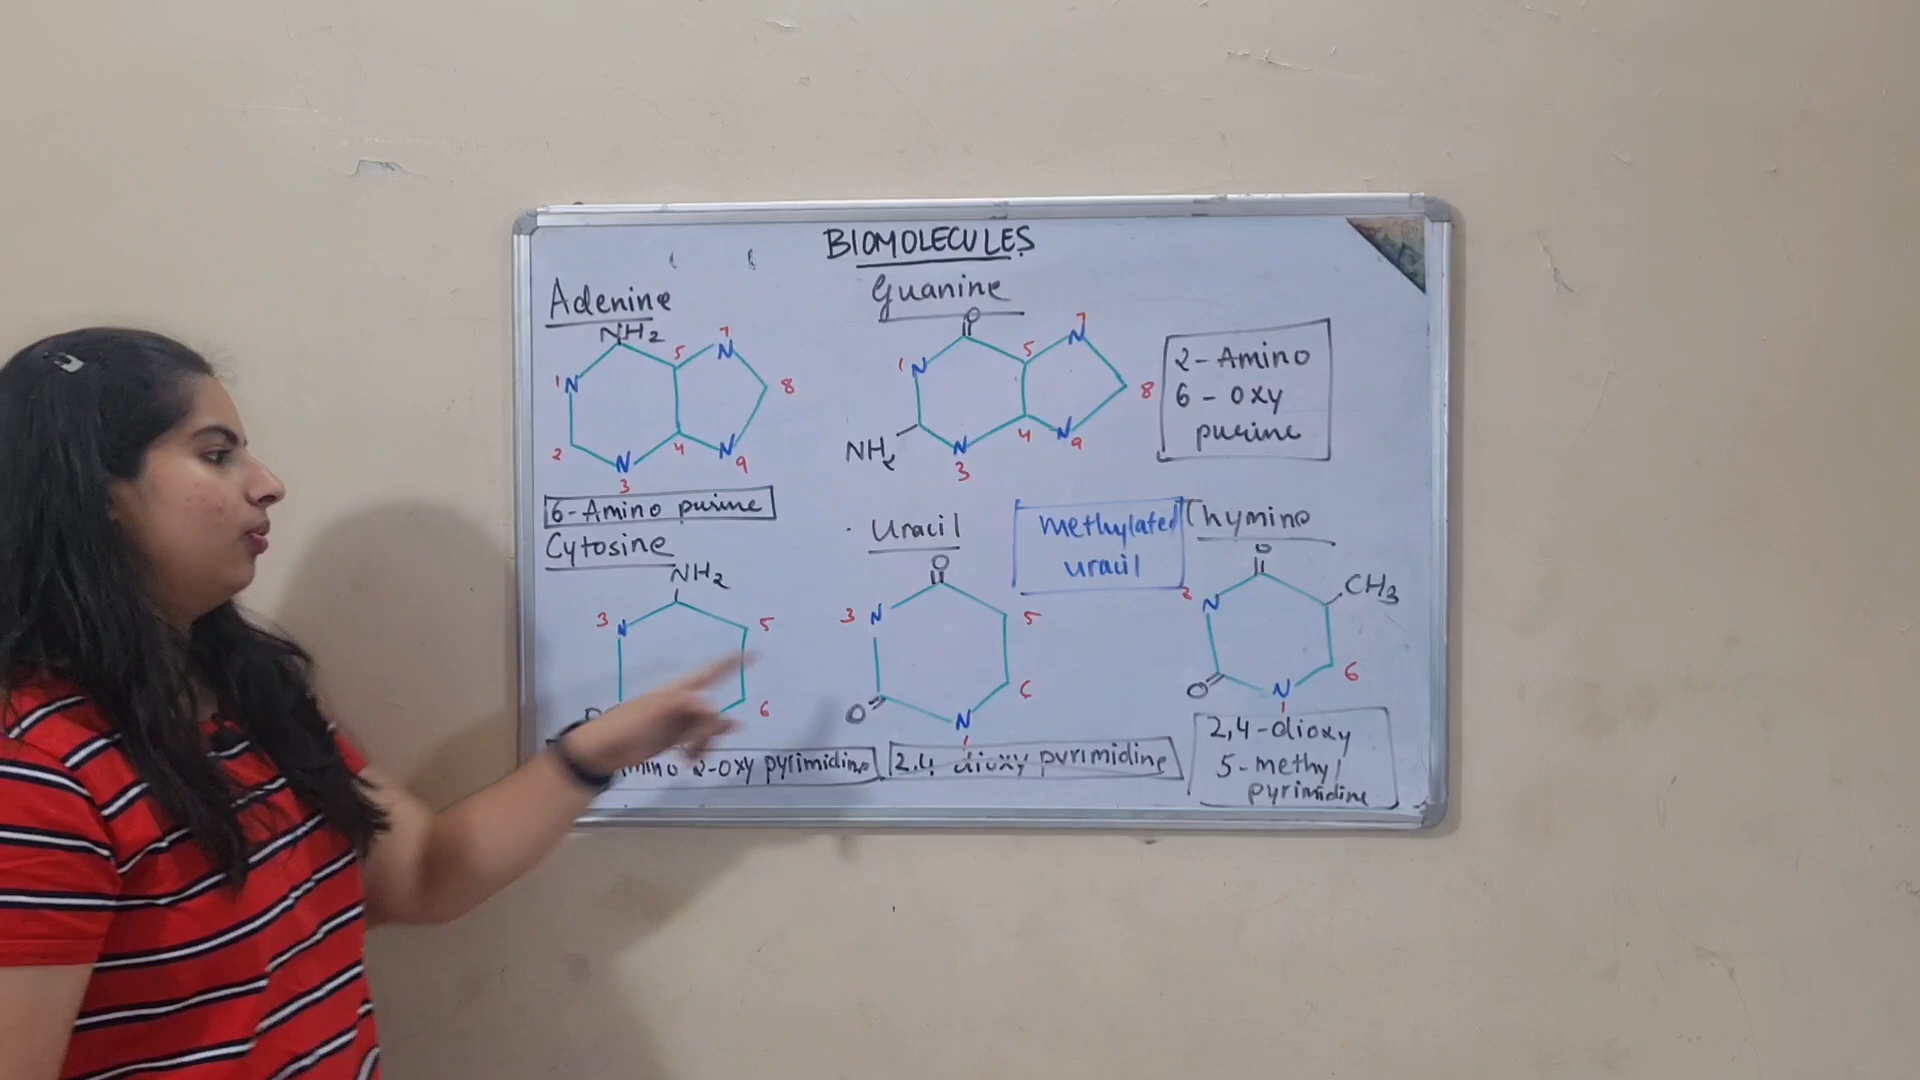 BIOMOLECULES
Adenine
NH2
1 N
2
N
3
4
5
7
N
8
N
9
6-Amino purine
Guanine
O
1 N
NH2
N
3
4
5
7
N
8
N
9
2-Amino
6-oxy
purine
Cytosine
NH2
3 N
5
6
mino 2-oxy pyrimidine
Uracil
O
3 N
5
6
O
N
1
2,4 dioxy pyrimidine
methylated
uracil
Thymine
O
CH3
N
6
O
N
1
2,4-dioxy
5-methyl
pyrimidine